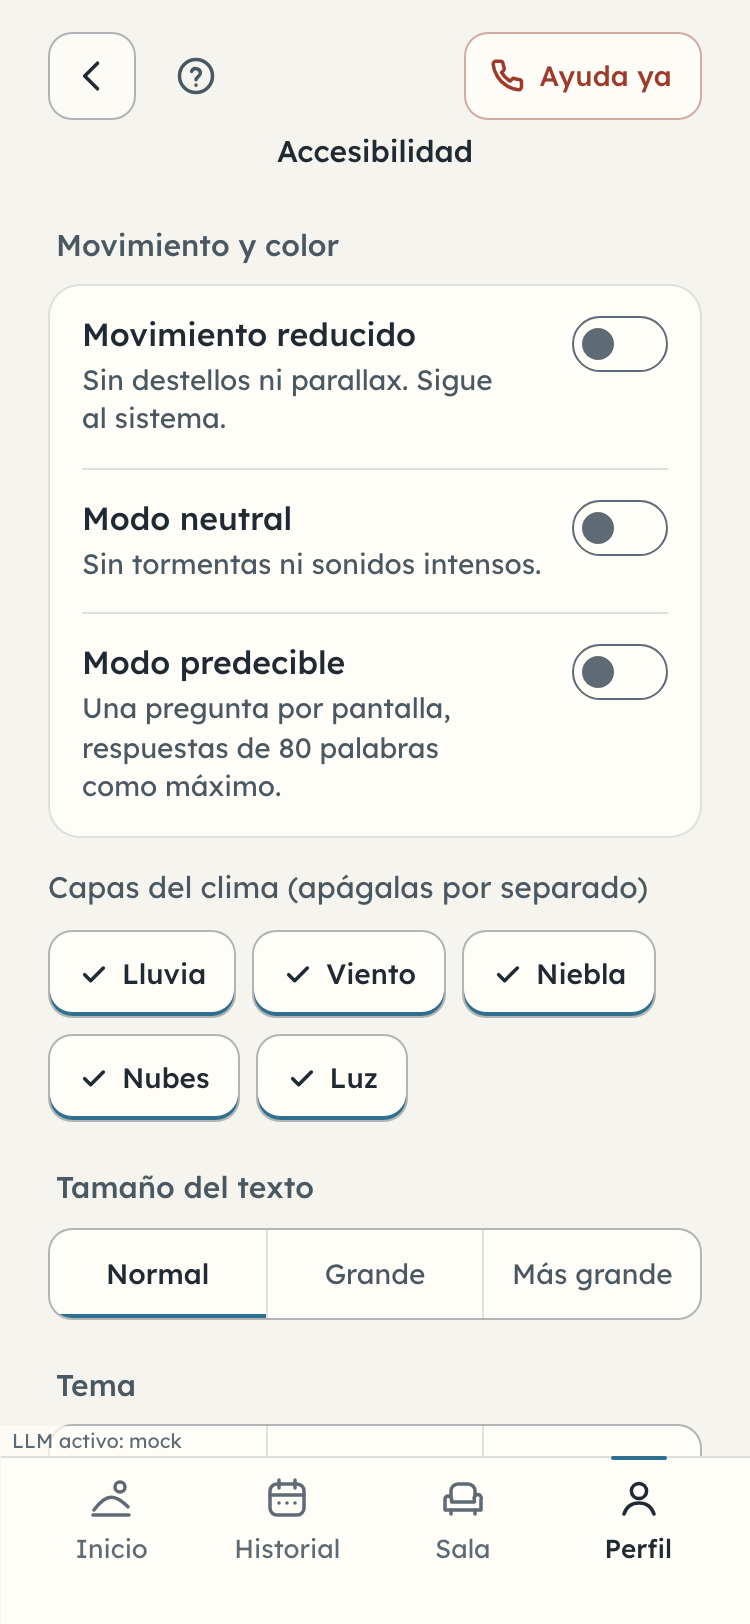 Ayuda ya
Accesibilidad
Movimiento y color
Movimiento reducido
Sin destellos ni parallax. Sigue
al sistema.
Modo neutral
Sin tormentas ni sonidos intensos.
Modo predecible
Una pregunta por pantalla,
respuestas de 80 palabras
como máximo.
Capas del clima (apágalas por separado)
Lluvia
Viento
Niebla
Nubes
Luz
Tamaño del texto
Normal
Grande
Más grande
Tema
LLM activo: mock
Inicio
Historial
Sala
Perfil